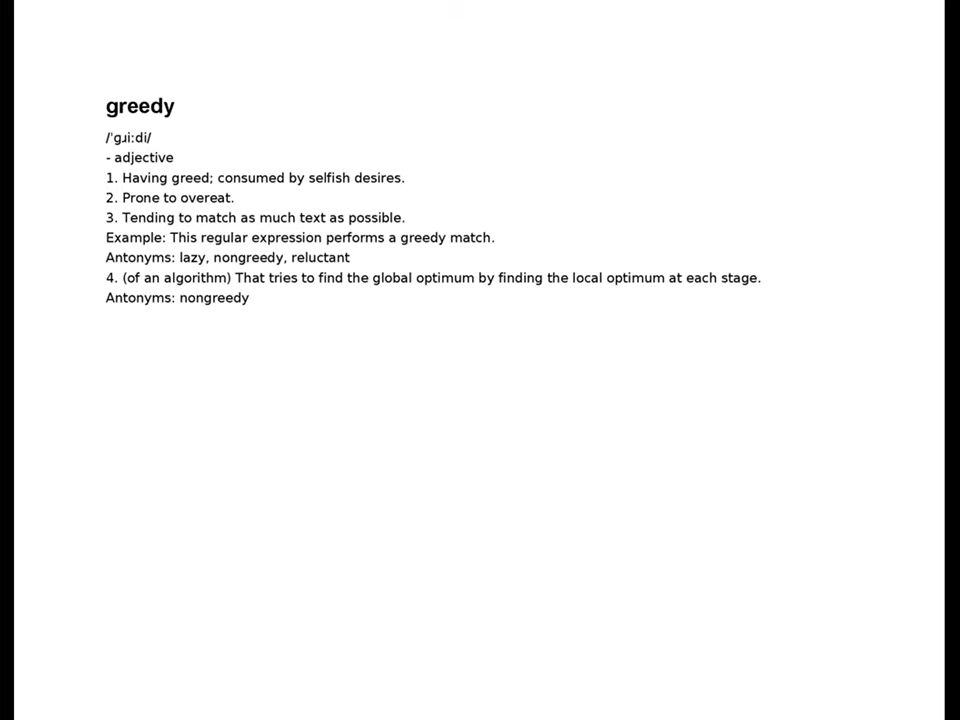 greedy
/ˈɡɹiːdi/
- adjective
1. Having greed; consumed by selfish desires.
2. Prone to overeat.
3. Tending to match as much text as possible.
Example: This regular expression performs a greedy match.
Antonyms: lazy, nongreedy, reluctant
4. (of an algorithm) That tries to find the global optimum by finding the local optimum at each stage.
Antonyms: nongreedy